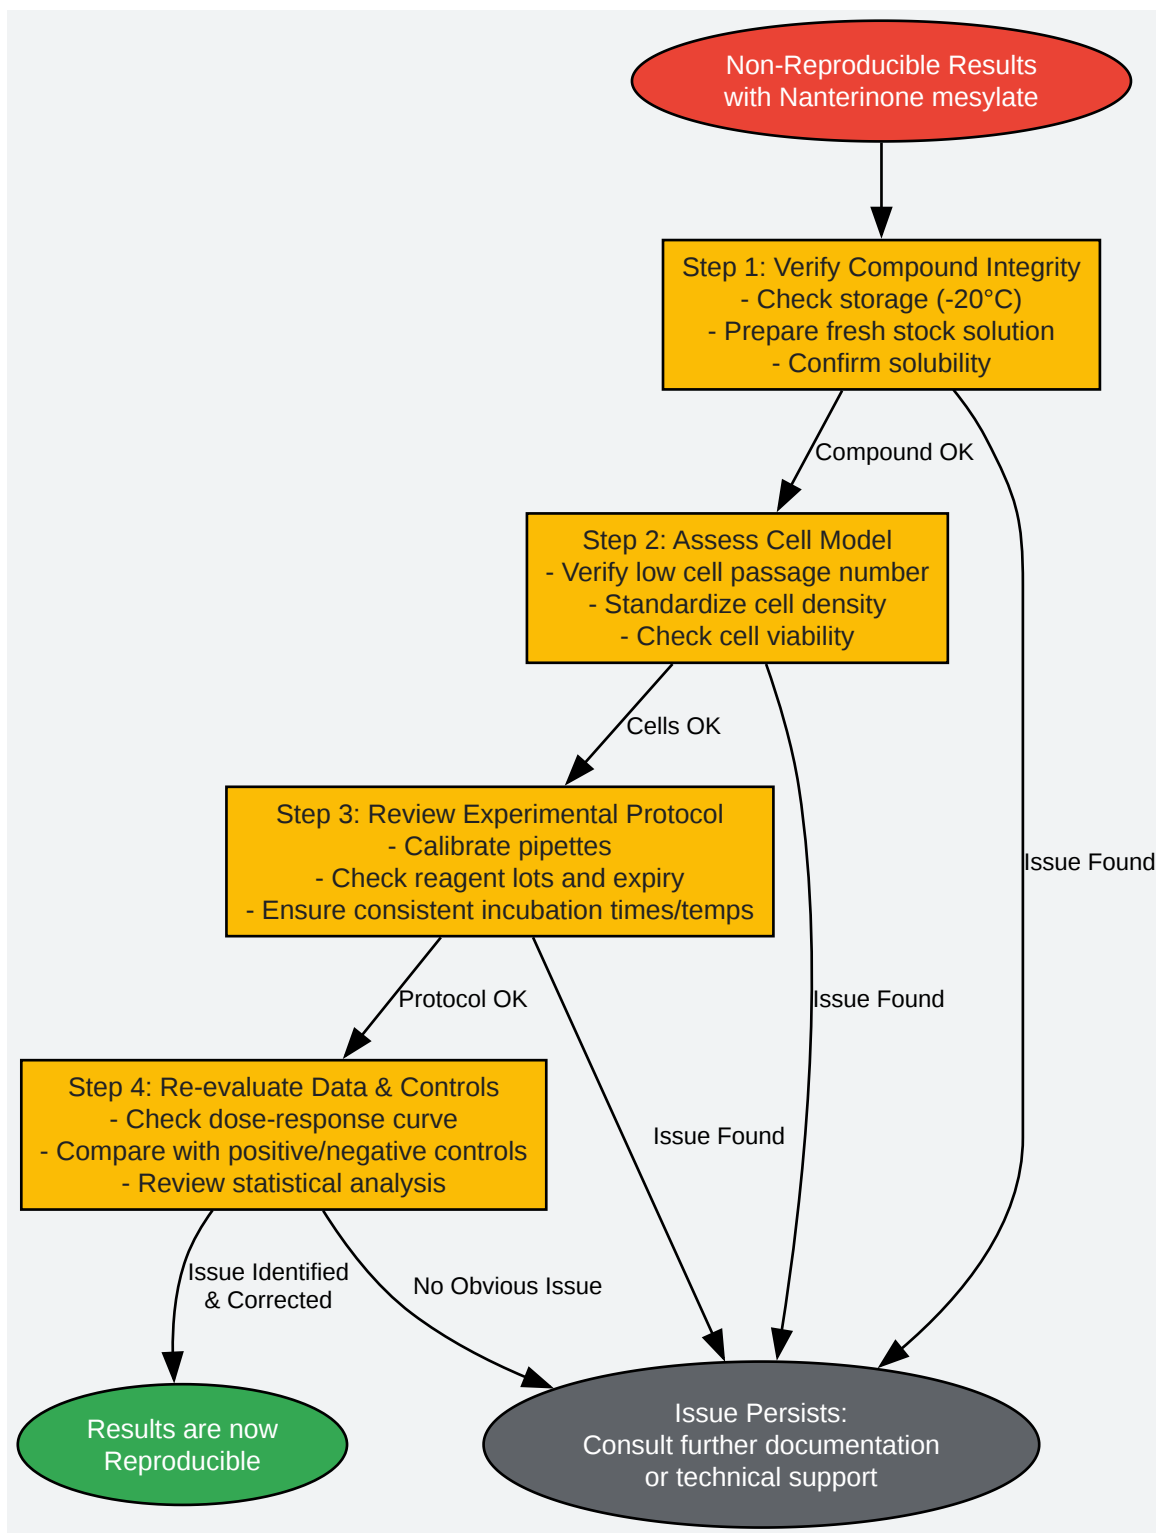 Non-Reproducible Results
with Nanterinone mesylate
Step 1: Verify Compound Integrity
- Check storage (-20°C)
- Prepare fresh stock solution
- Confirm solubility
Compound OK
Step 2: Assess Cell Model
- Verify low cell passage number
- Standardize cell density
- Check cell viability
Cells OK
Step 3: Review Experimental Protocol
- Calibrate pipettes
- Check reagent lots and expiry
- Ensure consistent incubation times/temps
Issue Found
Protocol OK
Issue Found
Step 4: Re-evaluate Data & Controls
- Check dose-response curve
- Compare with positive/negative controls
- Review statistical analysis
Issue Found
Issue Identified
& Corrected
No Obvious Issue
Results are now
Reproducible
Issue Persists:
Consult further documentation
or technical support